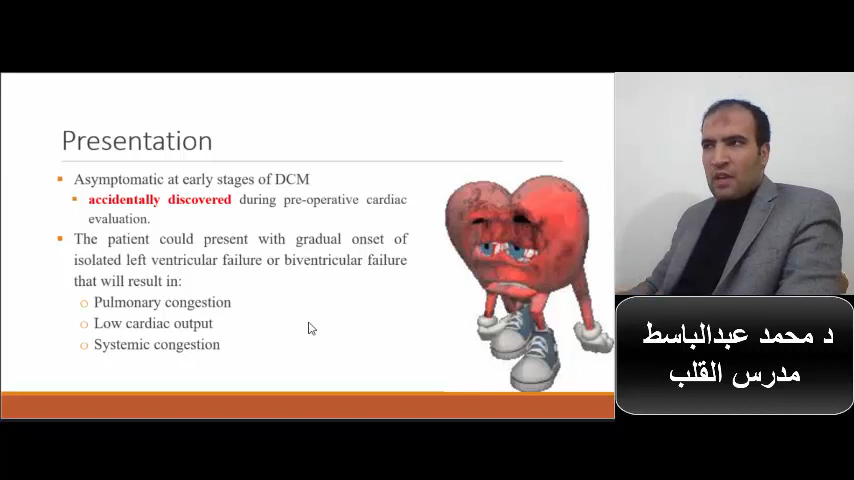 Presentation
Asymptomatic at early stages of DCM
accidentally discovered during pre-operative cardiac
evaluation.
The patient could present with gradual onset of
isolated left ventricular failure or biventricular failure
that will result in:
Pulmonary congestion
Low cardiac output
Systemic congestion
د محمد عبدالباسط
مدرس القلب